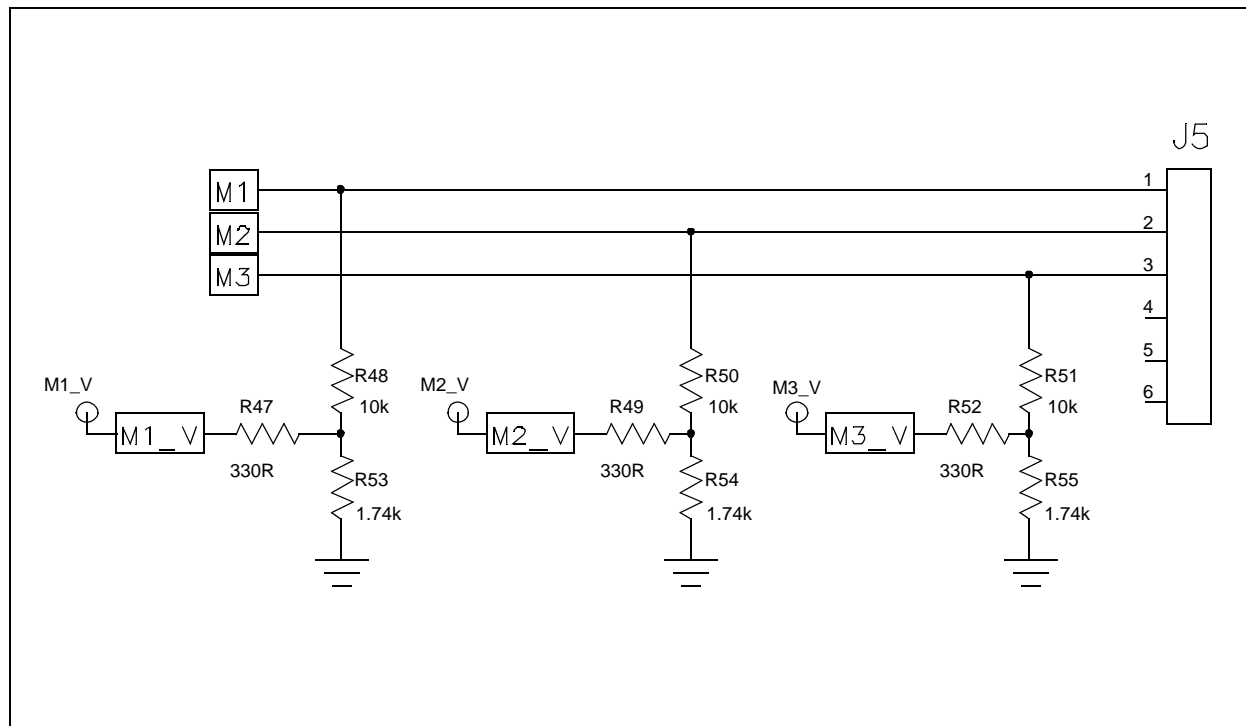 J5
M1
1
M2
2
M3
3
4
5
6
M1_V
M1_V
R47
330R
R48
10k
R53
1.74k
M2_V
M2_V
R49
330R
R50
10k
R54
1.74k
M3_V
M3_V
R52
330R
R51
10k
R55
1.74k